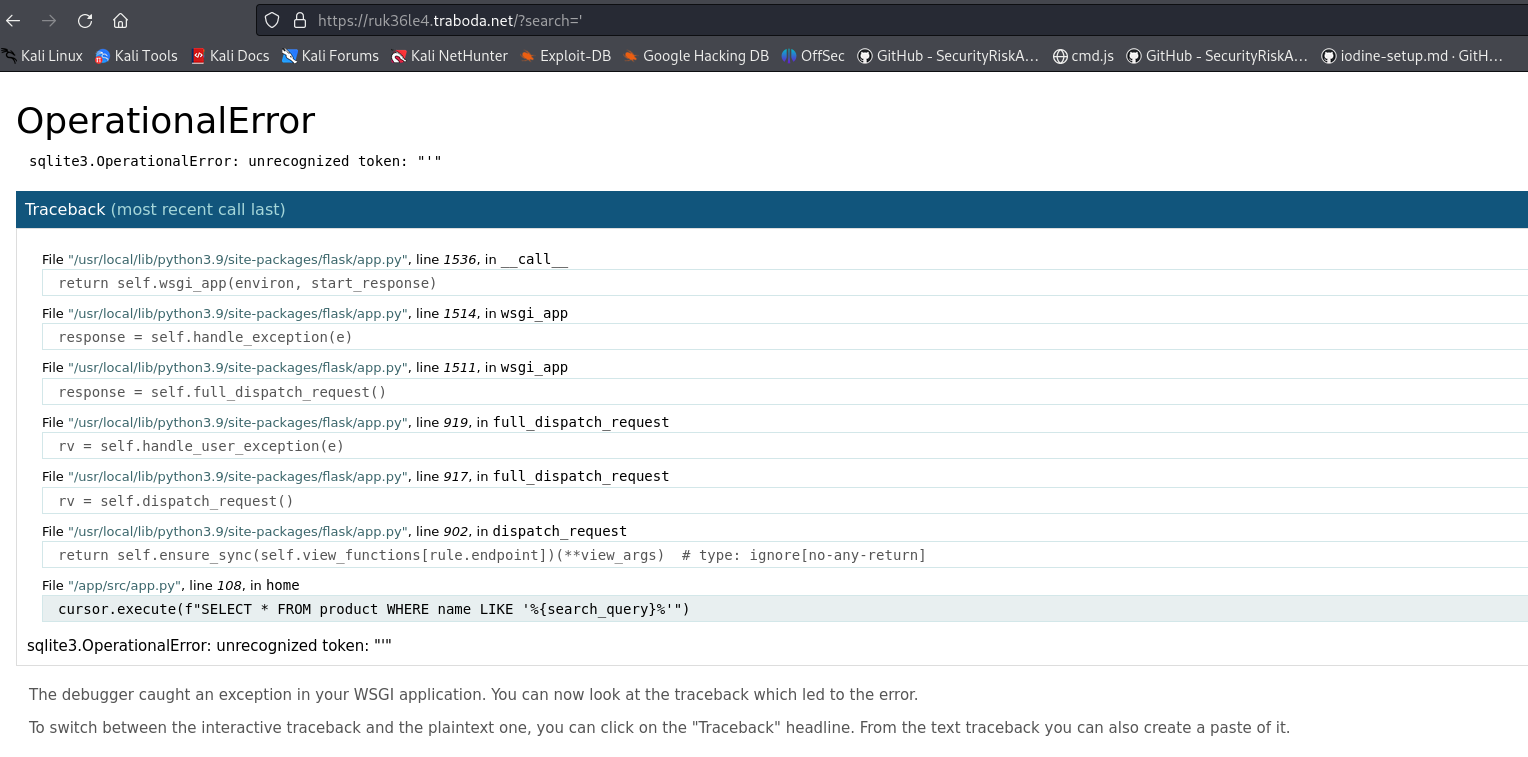 https://ruk36le4.traboda.net/?search='
Kali Linux Kali Tools Kali Docs Kali Forums Kali NetHunter Exploit-DB Google Hacking DB OffSec GitHub - SecurityRiskA... cmd.js GitHub - SecurityRiskA... iodine-setup.md · GitH...
OperationalError
sqlite3.OperationalError: unrecognized token: "'"
Traceback (most recent call last)
File "/usr/local/lib/python3.9/site-packages/flask/app.py", line 1536, in __call__
return self.wsgi_app(environ, start_response)
File "/usr/local/lib/python3.9/site-packages/flask/app.py", line 1514, in wsgi_app
response = self.handle_exception(e)
File "/usr/local/lib/python3.9/site-packages/flask/app.py", line 1511, in wsgi_app
response = self.full_dispatch_request()
File "/usr/local/lib/python3.9/site-packages/flask/app.py", line 919, in full_dispatch_request
rv = self.handle_user_exception(e)
File "/usr/local/lib/python3.9/site-packages/flask/app.py", line 917, in full_dispatch_request
rv = self.dispatch_request()
File "/usr/local/lib/python3.9/site-packages/flask/app.py", line 902, in dispatch_request
return self.ensure_sync(self.view_functions[rule.endpoint])(**view_args)  # type: ignore[no-any-return]
File "/app/src/app.py", line 108, in home
cursor.execute(f"SELECT * FROM product WHERE name LIKE '%{search_query}%'")
sqlite3.OperationalError: unrecognized token: "'"
The debugger caught an exception in your WSGI application. You can now look at the traceback which led to the error.
To switch between the interactive traceback and the plaintext one, you can click on the "Traceback" headline. From the text traceback you can also create a paste of it.